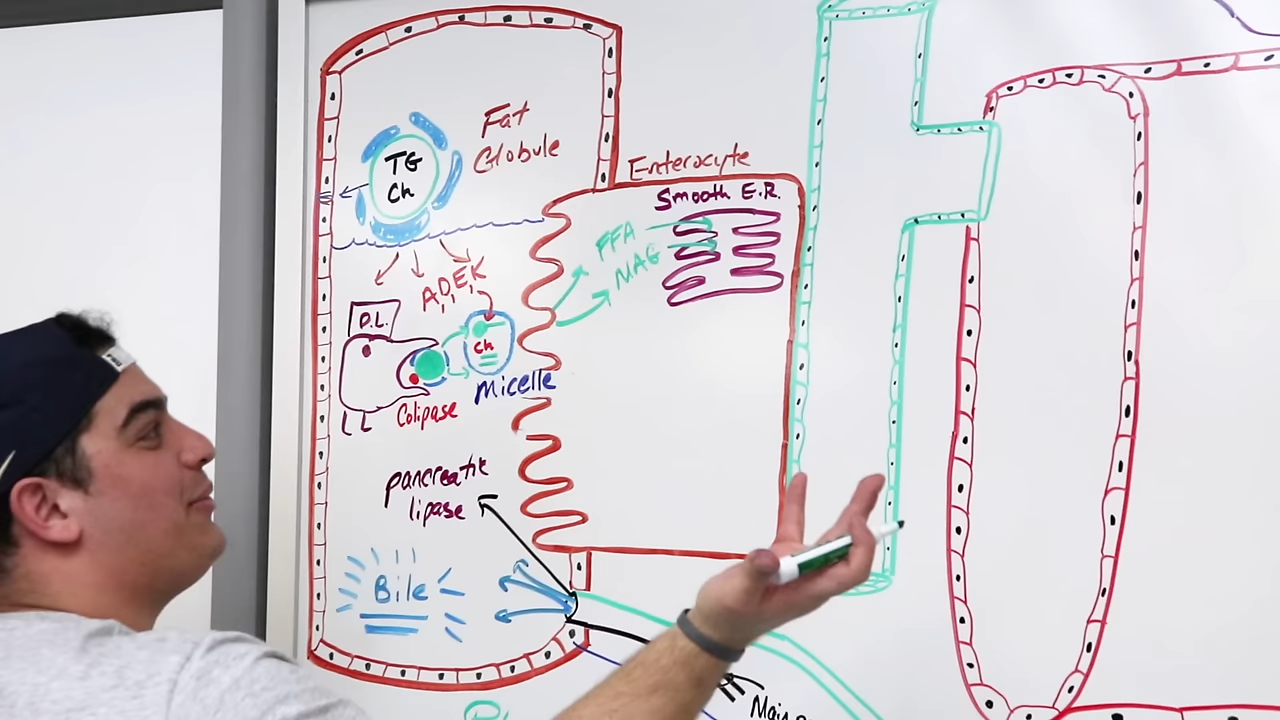 Fat
Globule
TG
Ch
Enterocyte
Smooth E.R.
FFA
MAG
A,D,E,K
P.L.
Ch
Micelle
Colipase
pancreatic
lipase
Bile